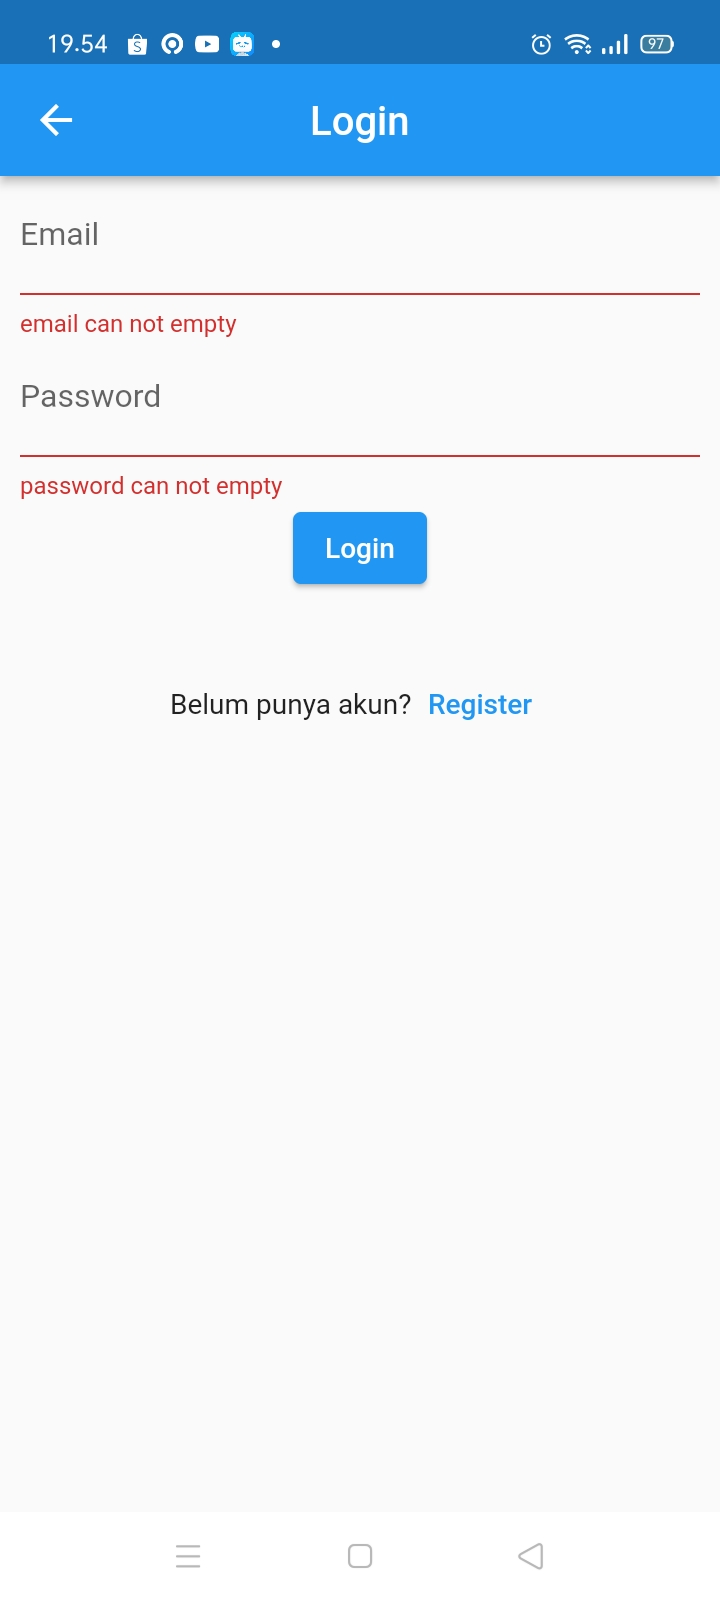 19.54
97
Login
Email
email can not empty
Password
password can not empty
Login
Belum punya akun? Register